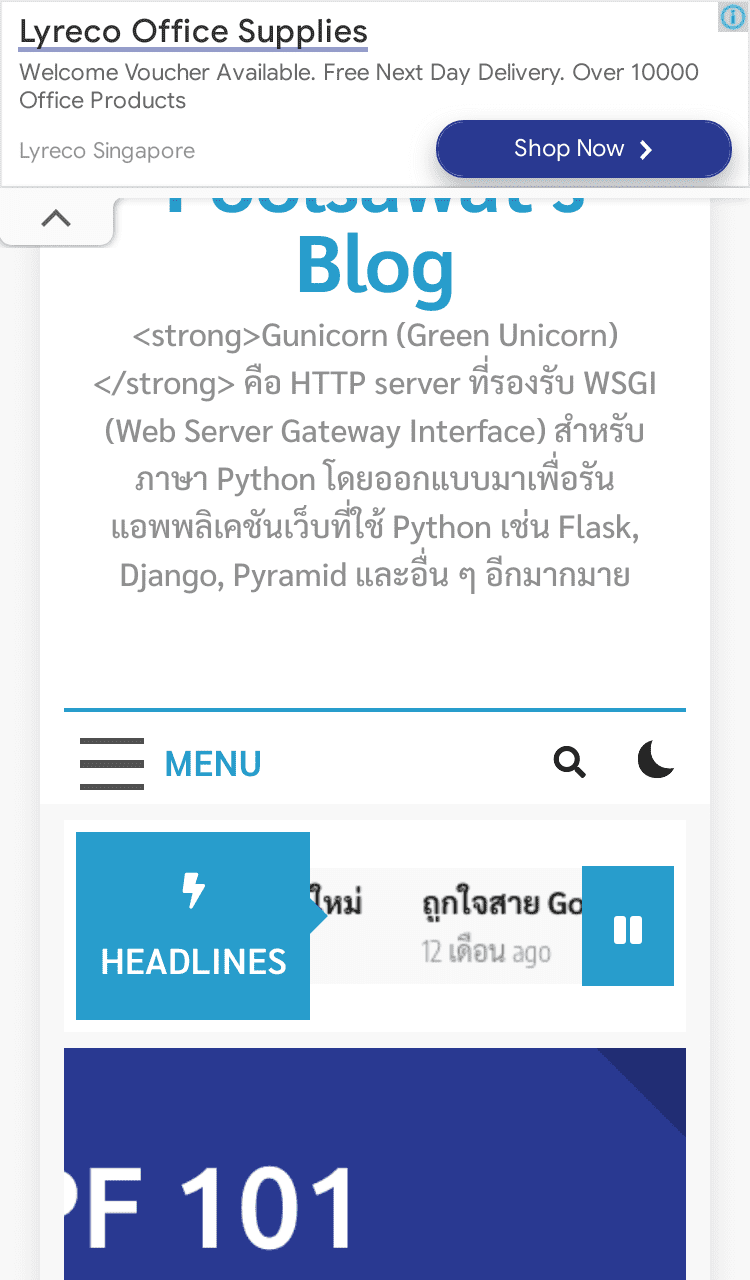 Lyreco Office Supplies
Welcome Voucher Available. Free Next Day Delivery. Over 10000
Office Products
Lyreco Singapore
Shop Now
Blog
<strong>Gunicorn (Green Unicorn)
</strong> คือ HTTP server ที่รองรับ WSGI
(Web Server Gateway Interface) สำหรับ
ภาษา Python โดยออกแบบมาเพื่อรัน
แอพพลิเคชันเว็บที่ใช้ Python เช่น Flask,
Django, Pyramid และอื่น ๆ อีกมากมาย
MENU
HEADLINES
ใหม่
ถูกใจสาย Go
12 เดือน ago
PF 101